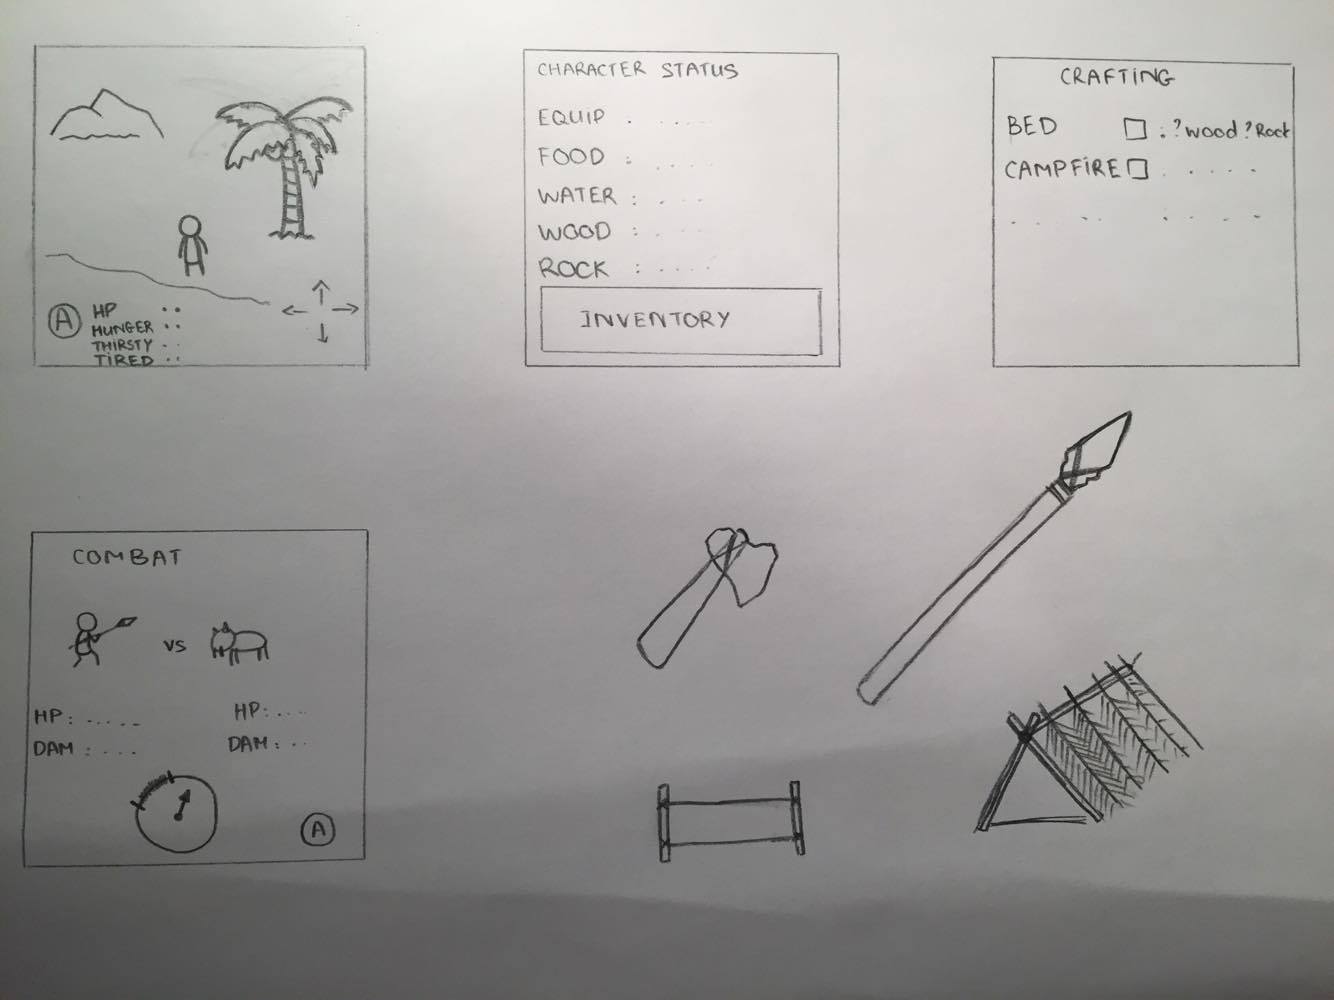 A
HP
HUNGER
THIRSTY
TIRED
CHARACTER STATUS
EQUIP :
FOOD :
WATER :
WOOD :
ROCK :
INVENTORY
CRAFTING
BED : ?wood ?Rock
CAMPFIRE
COMBAT
VS
HP : HP :
DAM : DAM :
A